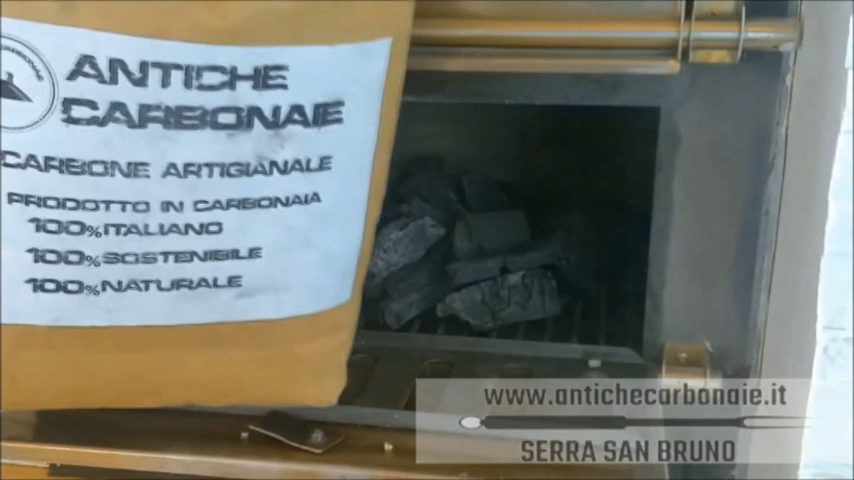 ANTICHE
CARBONAIE
CARBONE ARTIGIANALE
PRODOTTO IN CARBONAIA
100% ITALIANO
100% SOSTENIBILE
100% NATURALE
www.antichecarbonaie.it
SERRA SAN BRUNO